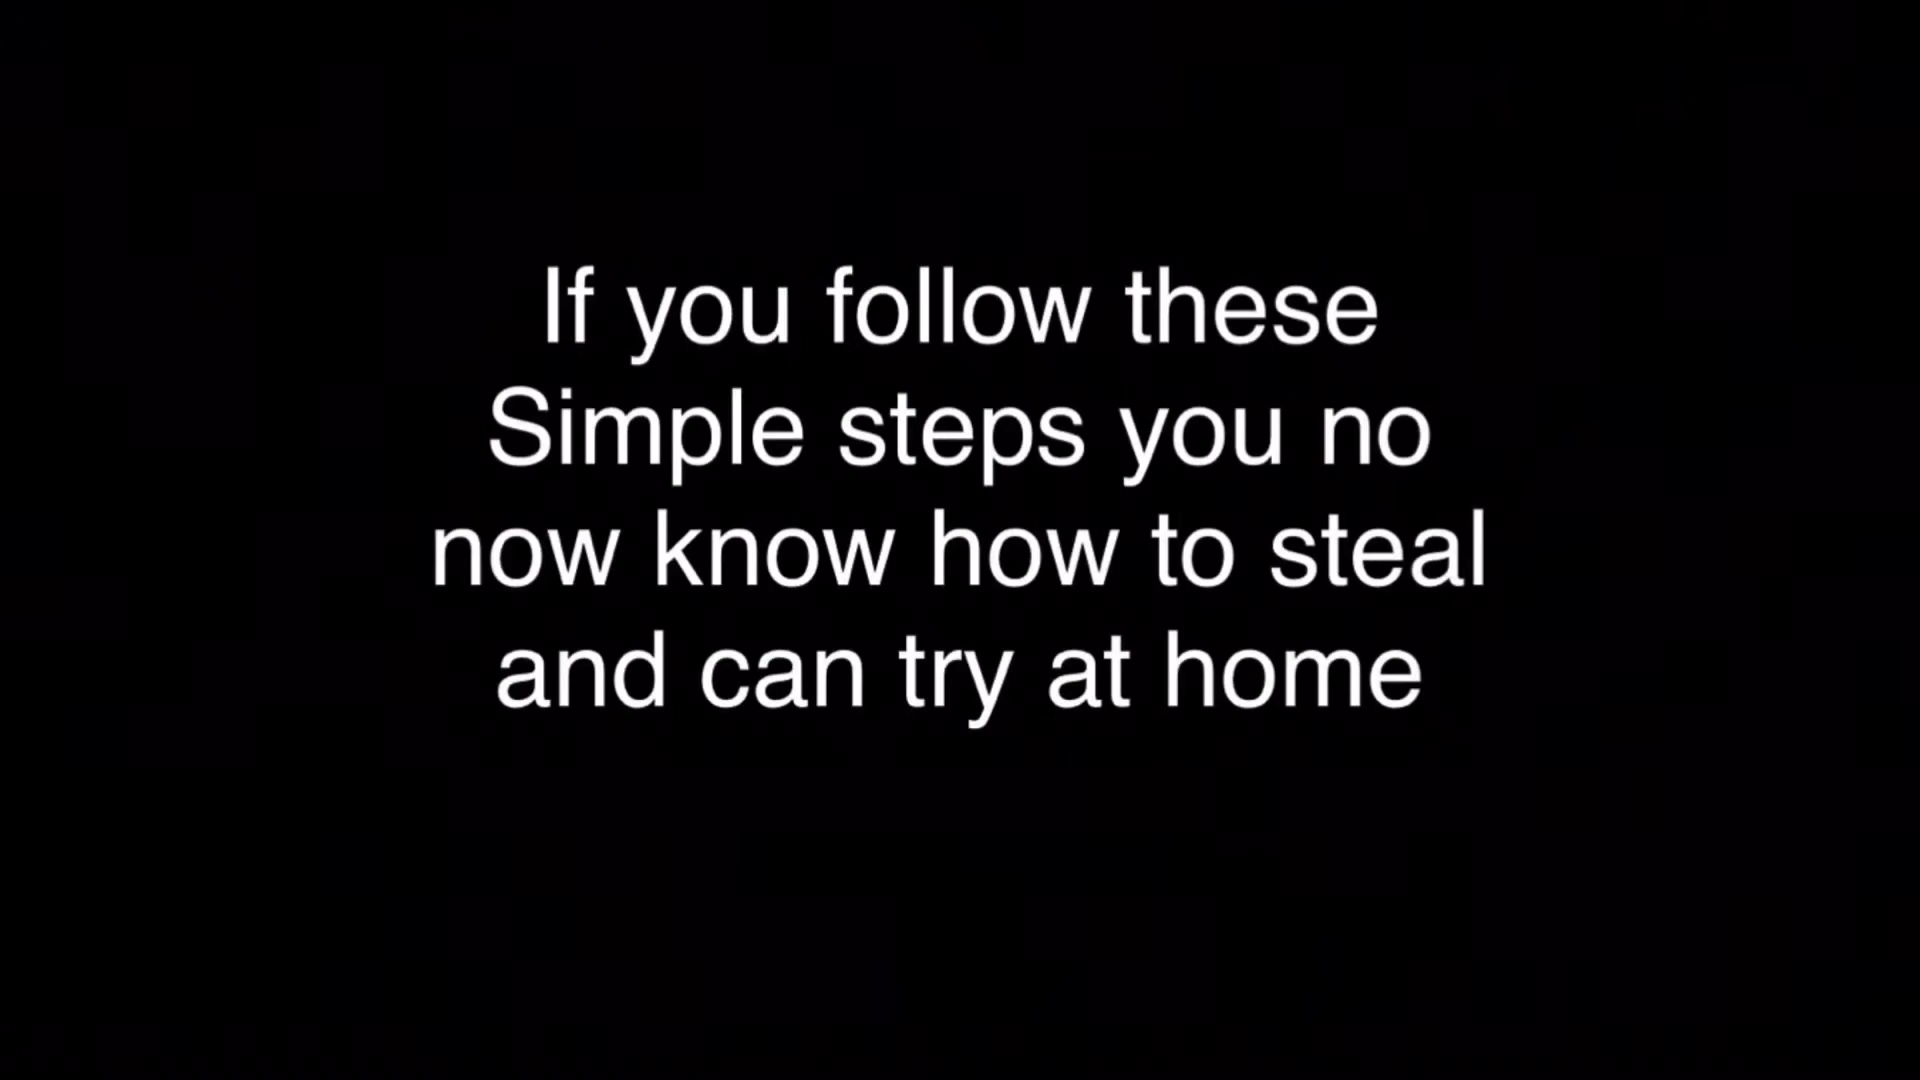 If you follow these
Simple steps you no
now know how to steal
and can try at home